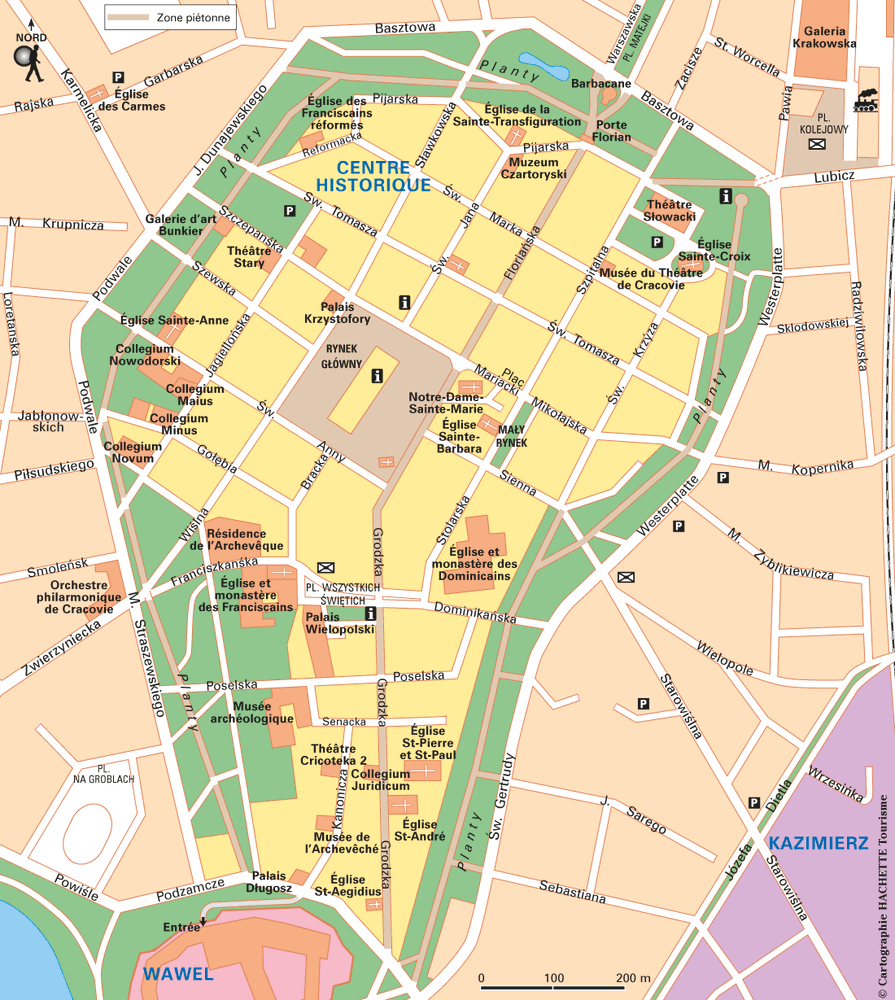 Zone piétonne
NORD
Basztowa
Warszawska
PL. MATEJKI
Galeria
Krakowska
St. Worcella
Zacisze
Karmelicka
Garbarska
P
Rajska
Église
s Carmes
Planty
Barbacane
Basztowa
Pawia
PL.
KOLEJOWY
J. Dunajewskiego
Église des
Franciscains
réformés
Pijarska
Sławkowska
Église de la
Sainte-Transfiguration
Porte
Florian
Planty
Reformacka
Pijarska
Muzeum
Czartoryski
Lubicz
CENTRE
HISTORIQUE
M. Krupnicza
Galerie d'art
Bunkier
Szczepańska
P
Św. Tomasza
Św. Marka
Św. Jana
Floriańska
Szpitalna
Théâtre
Słowacki
i
P
Église
Sainte-Croix
Théâtre
Stary
Musée du Théâtre
de Cracovie
Westerplatte
Radziwiłowska
Podwale
Szewska
Loretańska
Palais
Krzysztofory
i
Église Sainte-Anne
Jagiellońska
Św. Tomasza
Św. Krzyża
Skłodowskiej
Collegium
Nowodorski
RYNEK
GŁÓWNY
i
Plac
Mariacki
Collegium
Maius
Podwale
Notre-Dame-
Sainte-Marie
Mikołajska
Planty
Jabłonow-
skich
Collegium
Minus
Św. Anny
Église
Sainte-
Barbara
MAŁY
RYNEK
Collegium
Novum
Gołębia
Bracka
Sienna
Piłsudskiego
M. Kopernika
P
Wiślna
Stolarska
Westerplatte
P
Résidence
de l'Archevêque
Grodzka
M. Zyblikiewicza
Église et
monastère des
Dominicains
Smoleńsk
Franciszkańska
Orchestre
philarmonique
de Cracovie
Église et
monastère
des Franciscains
PL. WSZYSTKICH
ŚWIĘTICH
i
Dominikańska
Palais
Wielopolski
Zwierzyniecka
M. Straszewskiego
Wielopole
Poselska
Poselska
Starowiślna
Planty
Grodzka
P
Musée
archéologique
Senacka
Église
St-Pierre
et St-Paul
Théâtre
Cricoteka 2
Collegium
Juridicum
PL.
NA GROBLACH
Kanonicza
Św. Gertrudy
P
Wrzesińka
J. Sarego
Józefa Dietla
Église
St-André
Planty
Musée de
l'Archevêché
KAZIMIERZ
Grodzka
Starowiślna
Powiśle
Podzamcze
Palais
Długosz
Église
St-Aegidius
Sebastiana
Entrée
WAWEL
0 100 200 m
© Cartographie HACHETTE Tourisme